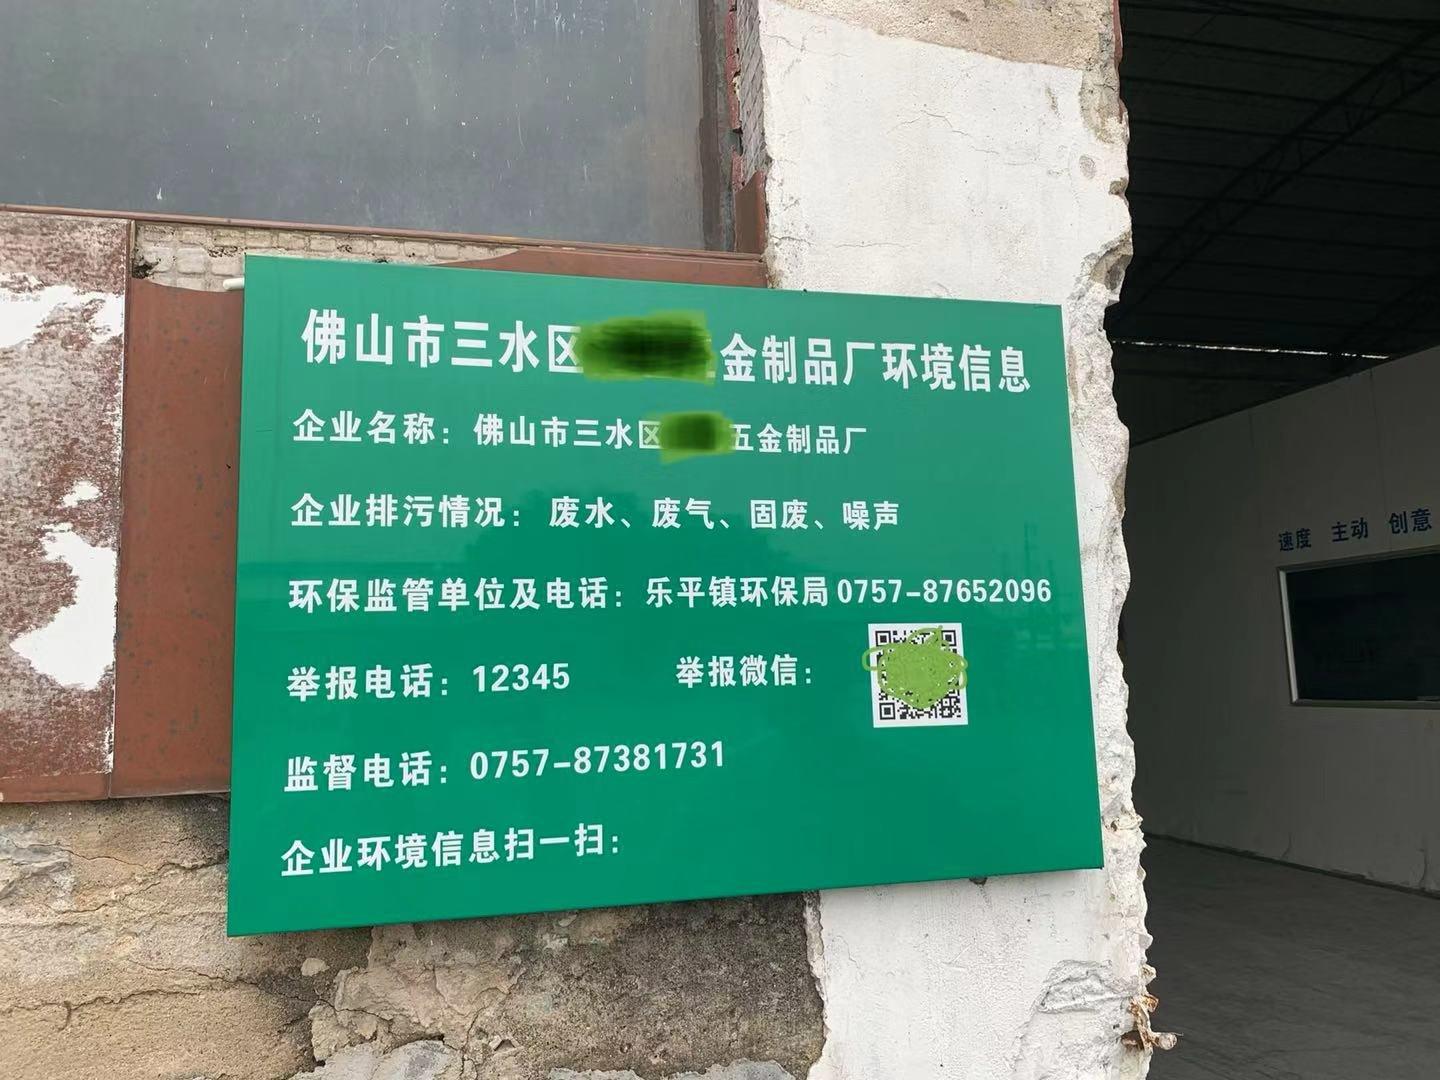 佛山市三水区 金制品厂环境信息
企业名称：佛山市三水区 五金制品厂
企业排污情况：废水、废气、固废、噪声
环保监管单位及电话：乐平镇环保局0757-87652096
举报电话：12345 举报微信：
监督电话：0757-87381731
企业环境信息扫一扫：
速度 主动 创意